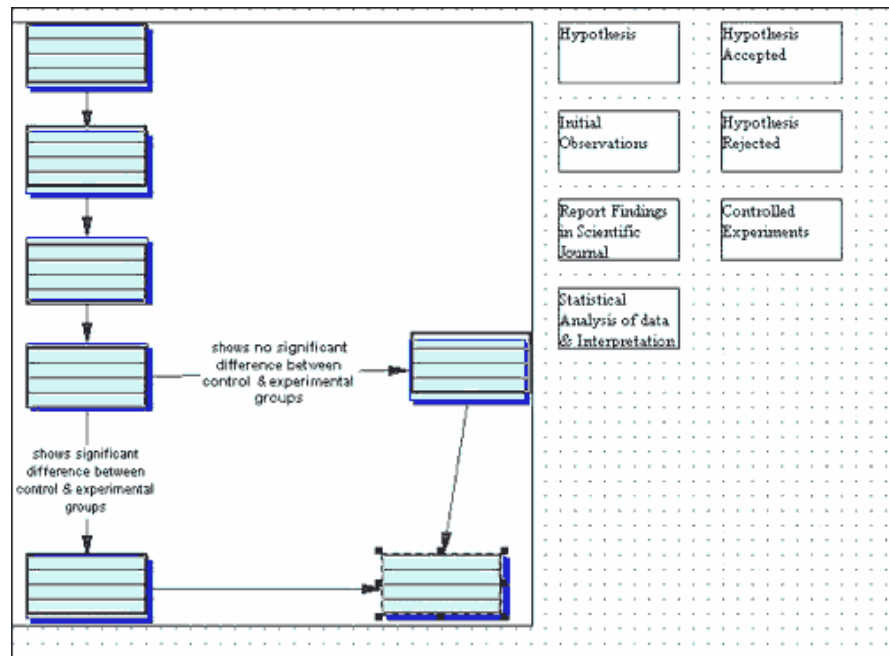 Hypothesis
Hypothesis
Accepted
Initial
Observations
Hypothesis
Rejected
Report Findings
in Scientific
Journal
Controlled
Experiments
Statistical
Analysis of data
& Interpretation
shows no significant
difference between
control & experimental
groups
shows significant
difference between
control & experimental
groups